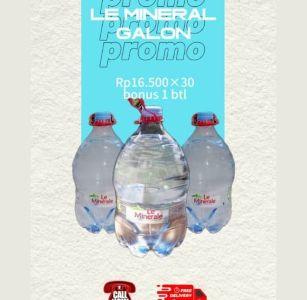 promo
LE MINERAL
promo
GALON
promo
Rp16.500×30
bonus 1 btl
Le
Minerale
Le
Minerale
Le
Minerale
CALL
FREE
DELIVERY